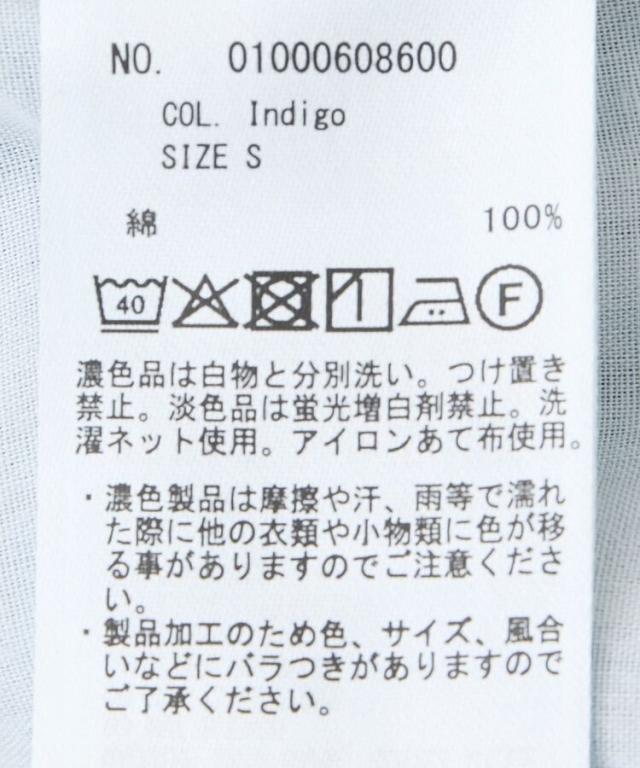 NO. 01000608600
COL. Indigo
SIZE S
綿 100%
40 F
濃色品は白物と分別洗い。つけ置き
禁止。淡色品は蛍光増白剤禁止。洗
濯ネット使用。アイロンあて布使用。
・濃色製品は摩擦や汗、雨等で濡れ
た際に他の衣類や小物類に色が移
る事がありますのでご注意くださ
い。
・製品加工のため色、サイズ、風合
いなどにバラつきがありますので
ご了承ください。